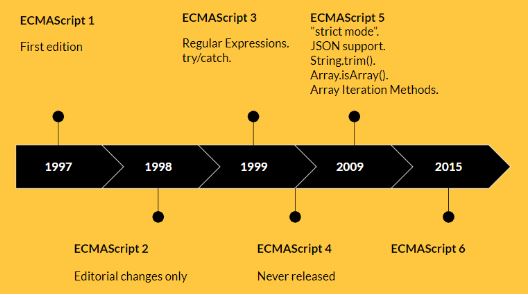 ECMAScript 1
First edition
ECMAScript 3
Regular Expressions.
try/catch.
ECMAScript 5
"strict mode".
JSON support.
String.trim().
Array.isArray().
Array Iteration Methods.
1997
1998
1999
2009
2015
ECMAScript 2
Editorial changes only
ECMAScript 4
Never released
ECMAScript 6